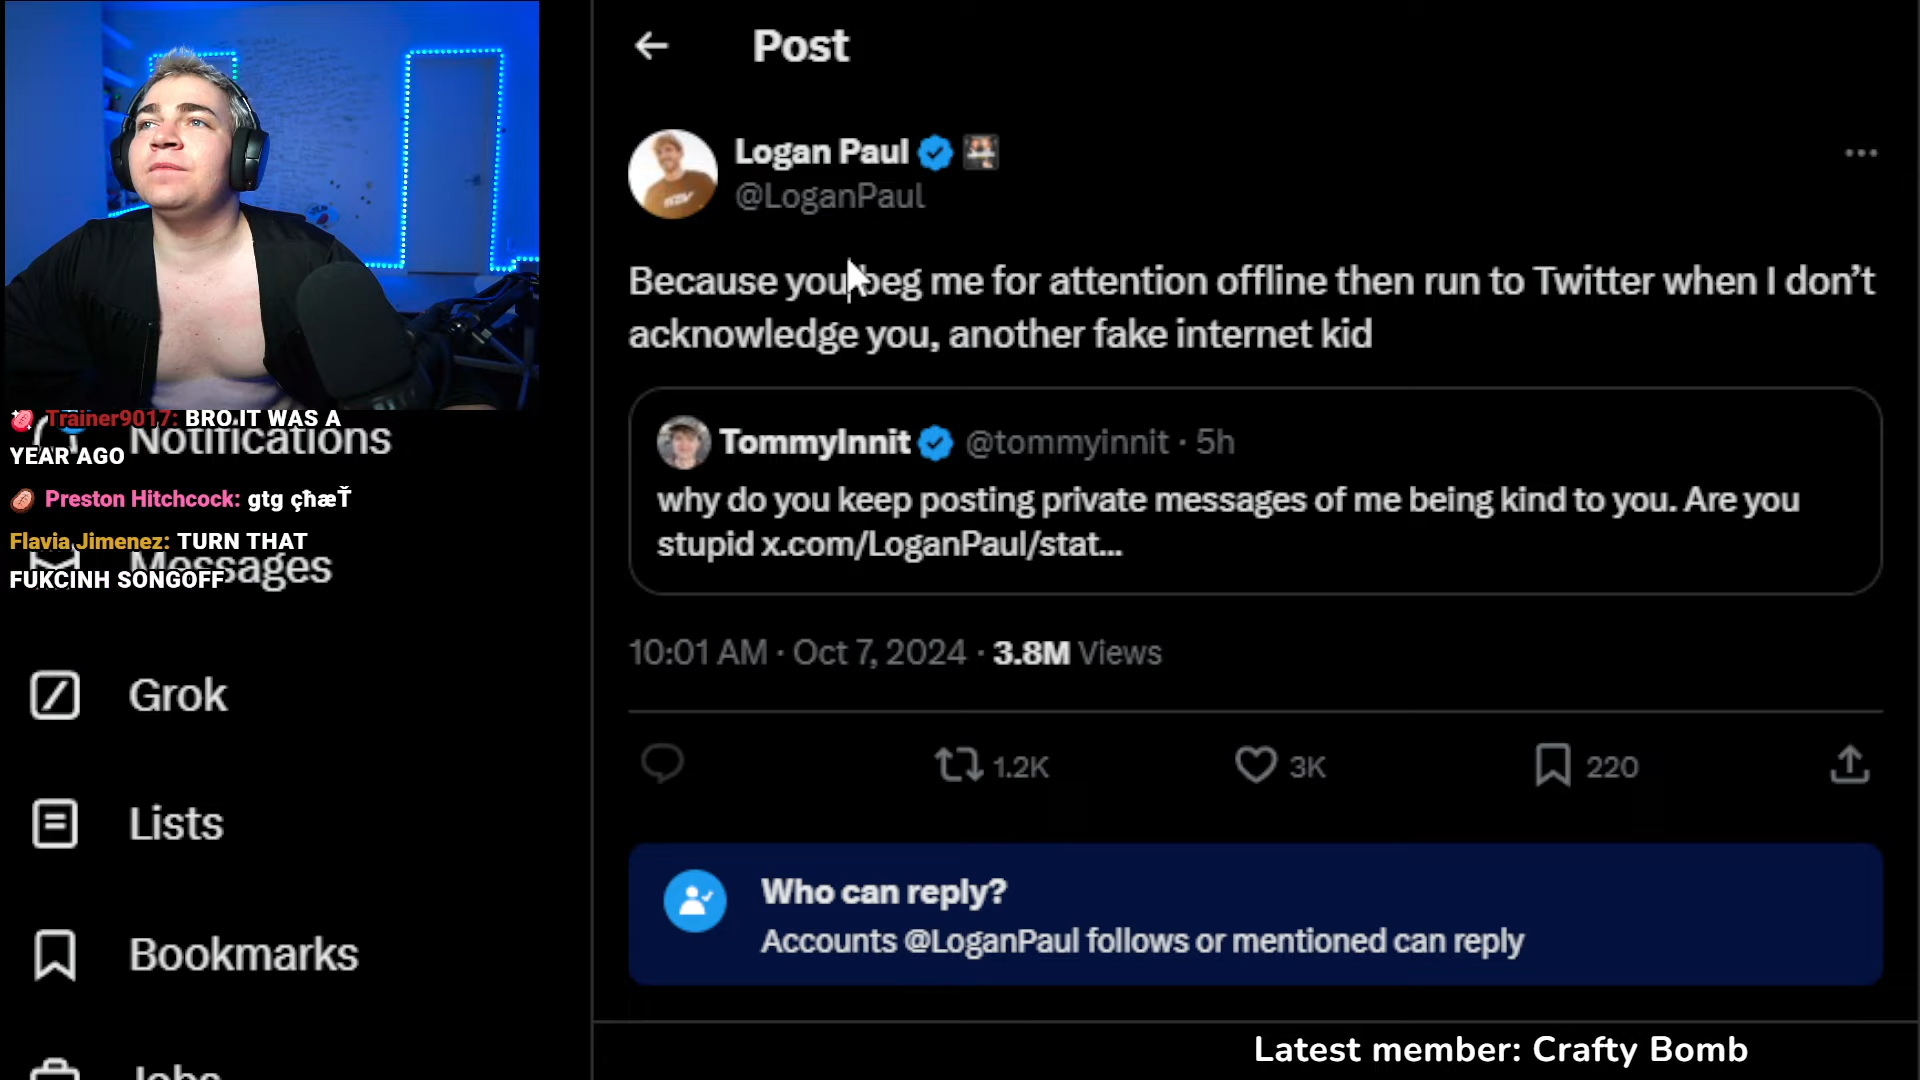 Post
Logan Paul
@LoganPaul
Because you beg me for attention offline then run to Twitter when I don't
acknowledge you, another fake internet kid
TommyInnit @tommyinnit · 5h
why do you keep posting private messages of me being kind to you. Are you
stupid x.com/LoganPaul/stat...
10:01 AM · Oct 7, 2024 · 3.8M Views
1.2K 3K 220
Who can reply?
Accounts @LoganPaul follows or mentioned can reply
Trainer9017: BRO.IT WAS A
YEAR AGO
Notifications
Preston Hitchcock: gtg çħæŤ
Flavia Jimenez: TURN THAT
FUKCINH SONGOFF
Messages
Grok
Lists
Bookmarks
Jobs
Latest member: Crafty Bomb